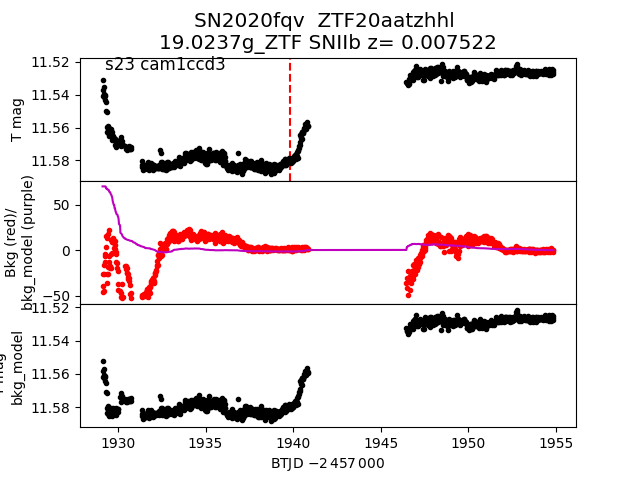 SN2020fqv ZTF20aatzhhl
19.0237g_ZTF SNIIb z= 0.007522
s23 cam1ccd3
T mag
11.52
11.54
11.56
11.58
Bkg (red)/
bkg_model (purple)
50
0
−50
mag
bkg_model
11.52
11.54
11.56
11.58
1930
1935
1940
1945
1950
1955
BTJD −2 457 000